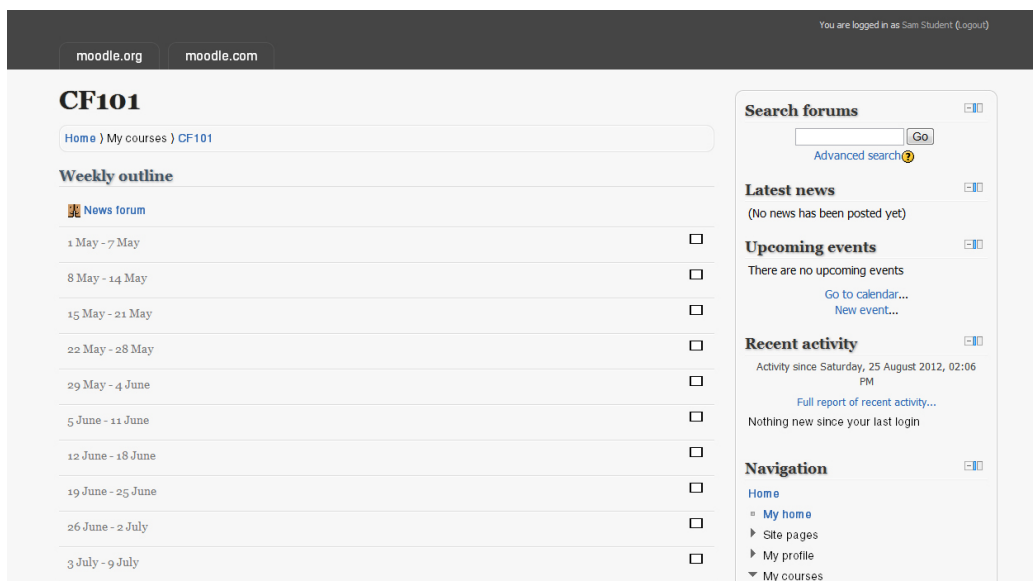 You are logged in as Sam Student (Logout)
moodle.org moodle.com
CF101
Home ) My courses ) CF101
Weekly outline
News forum
1 May - 7 May
8 May - 14 May
15 May - 21 May
22 May - 28 May
29 May - 4 June
5 June - 11 June
12 June - 18 June
19 June - 25 June
26 June - 2 July
3 July - 9 July
Search forums
Go
Advanced search
Latest news
(No news has been posted yet)
Upcoming events
There are no upcoming events
Go to calendar...
New event...
Recent activity
Activity since Saturday, 25 August 2012, 02:06
PM
Full report of recent activity...
Nothing new since your last login
Navigation
Home
My home
Site pages
My profile
My courses